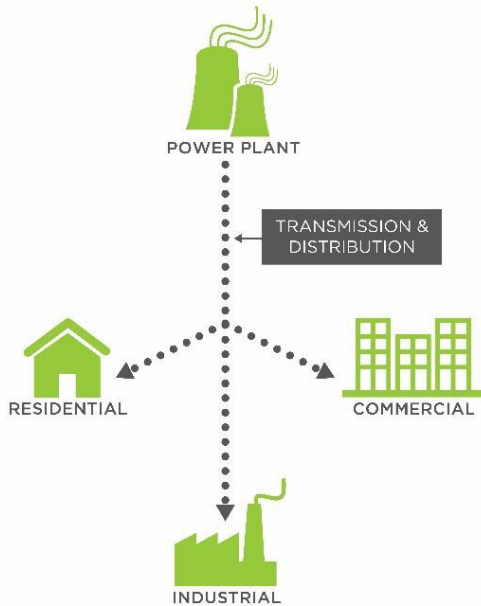 POWER PLANT
TRANSMISSION &
DISTRIBUTION
RESIDENTIAL
COMMERCIAL
INDUSTRIAL